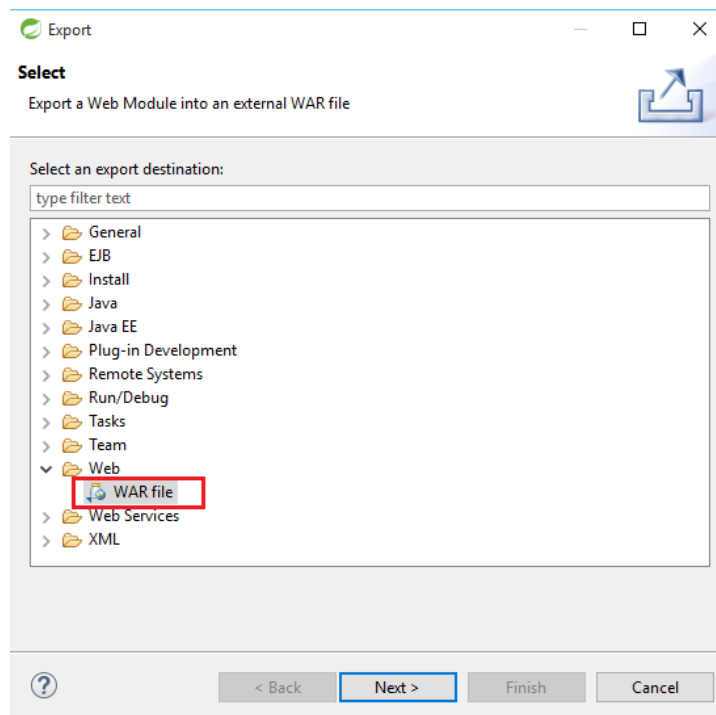 Export
Select
Export a Web Module into an external WAR file
Select an export destination:
type filter text
General
EJB
Install
Java
Java EE
Plug-in Development
Remote Systems
Run/Debug
Tasks
Team
Web
WAR file
Web Services
XML
? < Back Next > Finish Cancel